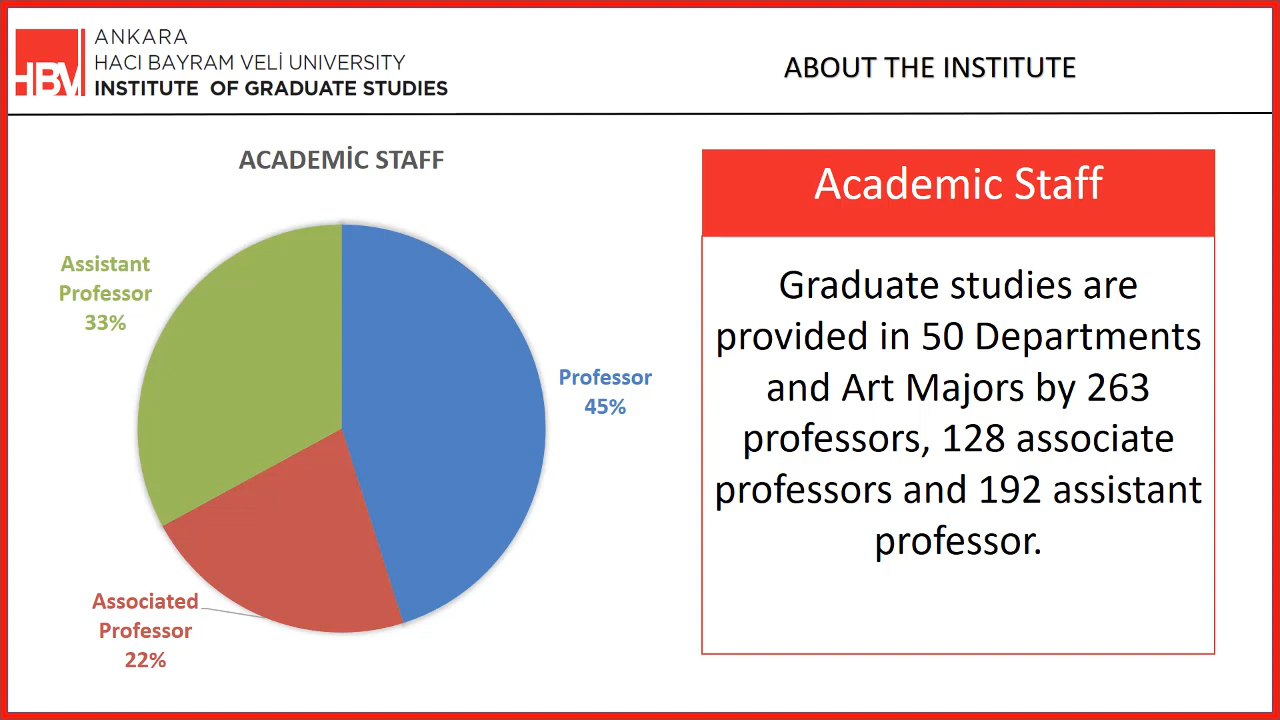 HBV
ANKARA
HACI BAYRAM VELİ UNIVERSITY
INSTITUTE OF GRADUATE STUDIES
ABOUT THE INSTITUTE
ACADEMİC STAFF
Assistant
Professor
33%
Professor
45%
Associated
Professor
22%
Academic Staff
Graduate studies are
provided in 50 Departments
and Art Majors by 263
professors, 128 associate
professors and 192 assistant
professor.